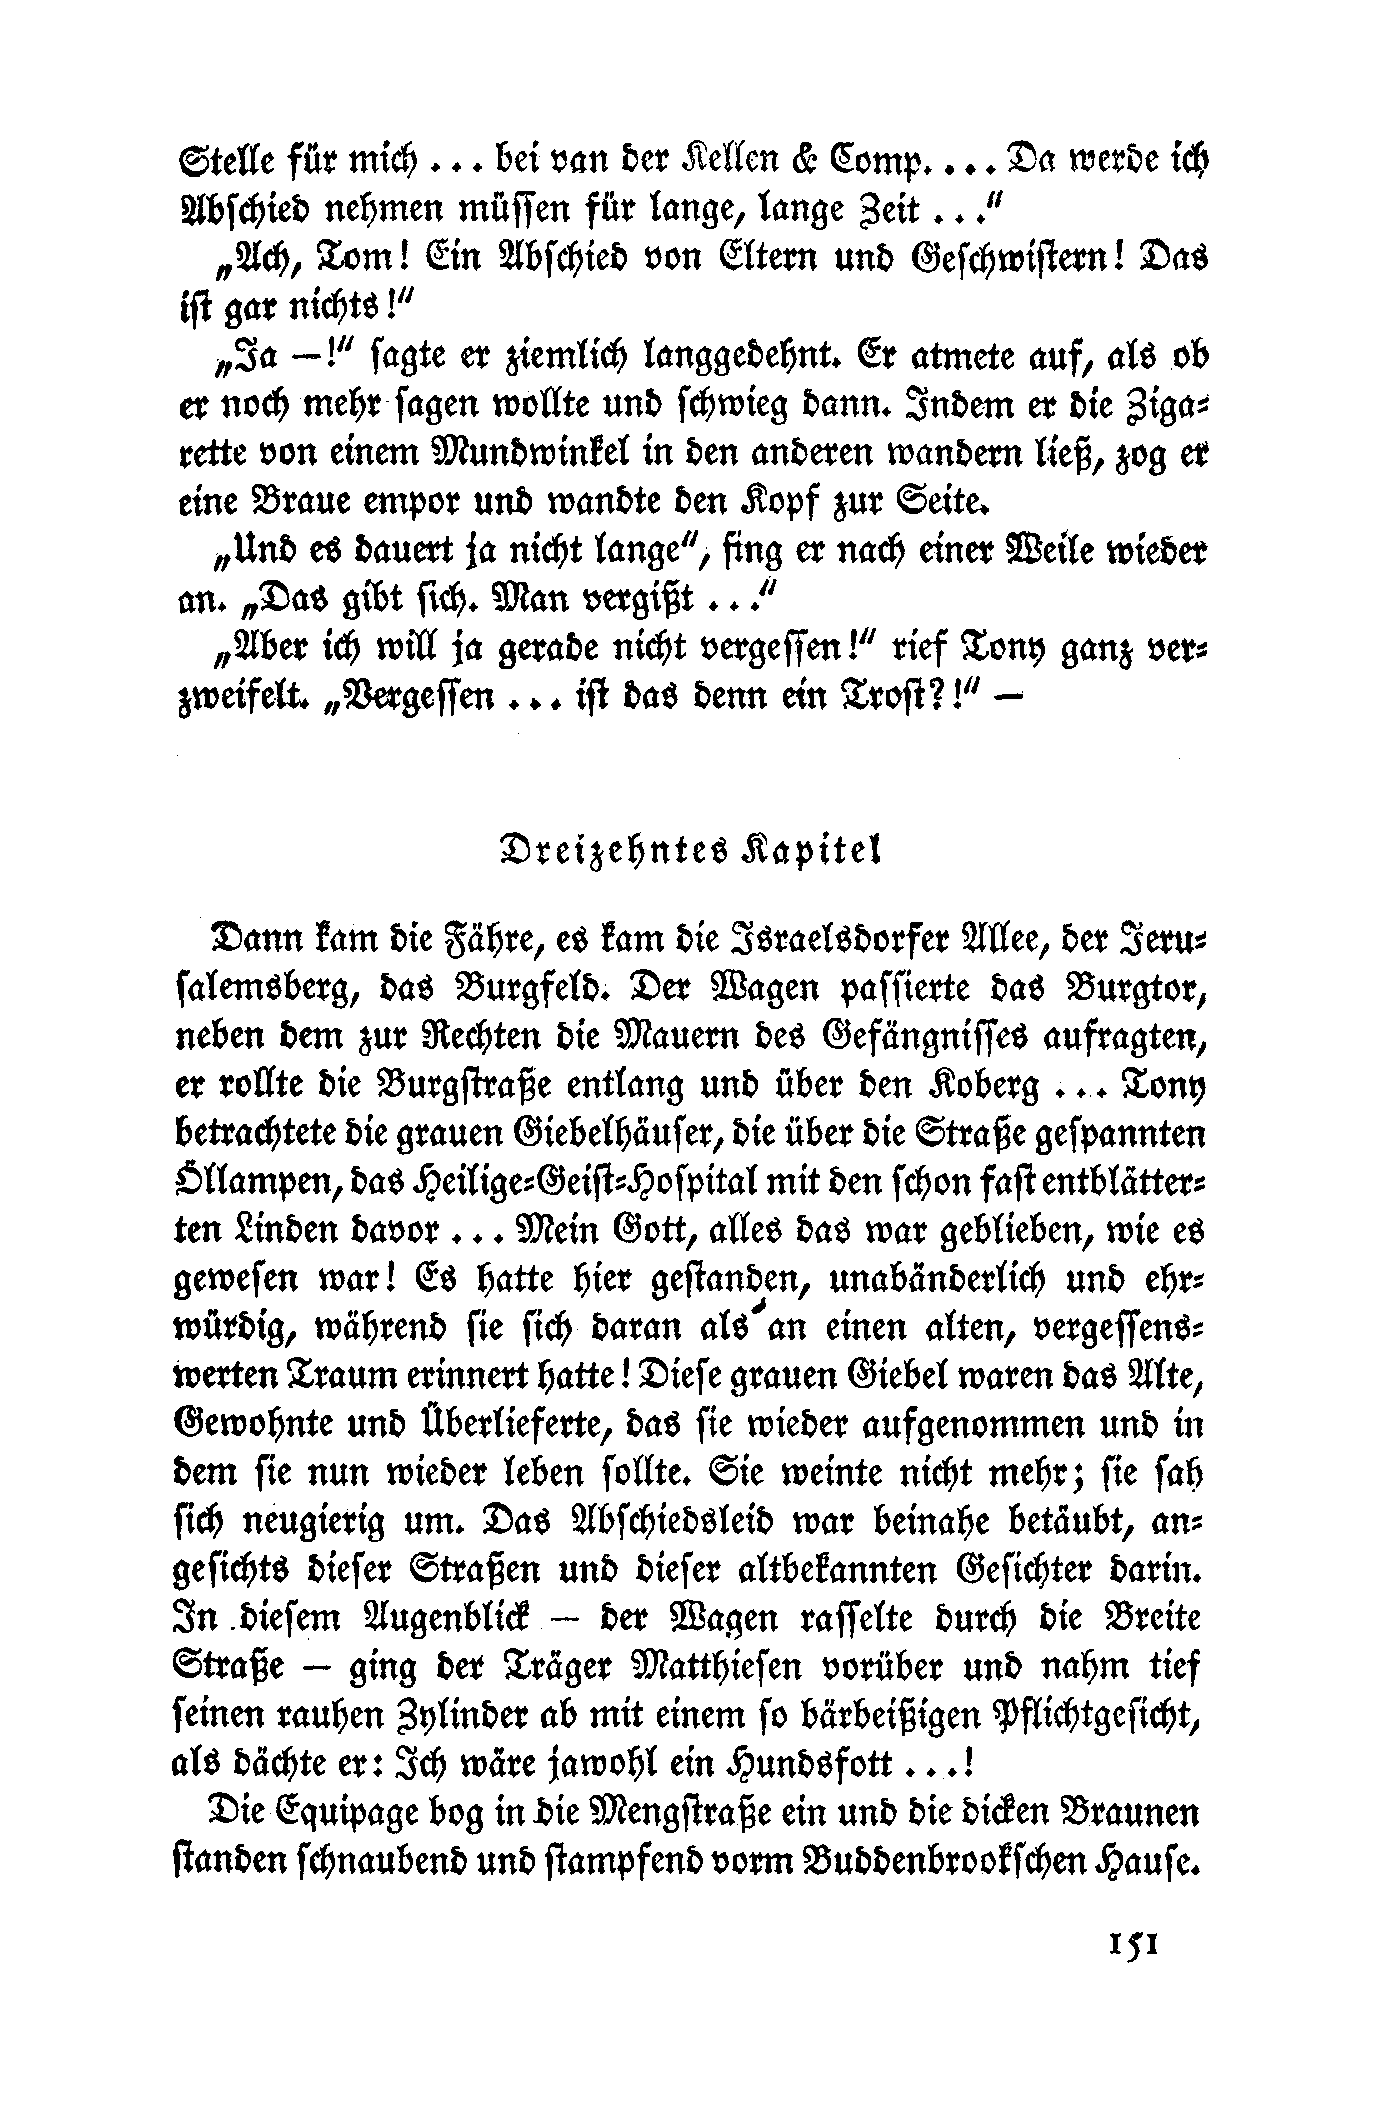 Stelle für mich ... bei van der Kellen & Comp. ... Da werde ich
Abschied nehmen müssen für lange, lange Zeit ...“
„Ach, Tom! Ein Abschied von Eltern und Geschwistern! Das
ist gar nichts!“
„Ja —!“ sagte er ziemlich langgedehnt. Er atmete auf, als ob
er noch mehr sagen wollte und schwieg dann. Indem er die Ziga-
rette von einem Mundwinkel in den anderen wandern ließ, zog er
eine Braue empor und wandte den Kopf zur Seite.
„Und es dauert ja nicht lange“, fing er nach einer Weile wieder
an. „Das gibt sich. Man vergißt ...“
„Aber ich will ja gerade nicht vergessen!“ rief Tony ganz ver-
zweifelt. „Vergessen ... ist das denn ein Trost?!“ —
Dreizehntes Kapitel
Dann kam die Fähre, es kam die Israelsdorfer Allee, der Jeru-
salemsberg, das Burgfeld. Der Wagen passierte das Burgtor,
neben dem zur Rechten die Mauern des Gefängnisses aufragten,
er rollte die Burgstraße entlang und über den Koberg ... Tony
betrachtete die grauen Giebelhäuser, die über die Straße gespannten
Öllampen, das Heilige-Geist-Hospital mit den schon fast entblätter-
ten Linden davor ... Mein Gott, alles das war geblieben, wie es
gewesen war! Es hatte hier gestanden, unabänderlich und ehr-
würdig, während sie sich daran als an einen alten, vergessens-
werten Traum erinnert hatte! Diese grauen Giebel waren das Alte,
Gewohnte und Überlieferte, das sie wieder aufgenommen und in
dem sie nun wieder leben sollte. Sie weinte nicht mehr; sie sah
sich neugierig um. Das Abschiedsleid war beinahe betäubt, an-
gesichts dieser Straßen und dieser altbekannten Gesichter darin.
In diesem Augenblick — der Wagen rasselte durch die Breite
Straße — ging der Träger Matthiesen vorüber und nahm tief
seinen rauhen Zylinder ab mit einem so bärbeißigen Pflichtgesicht,
als dächte er: Ich wäre jawohl ein Hundsfott ...!
Die Equipage bog in die Mengstraße ein und die dicken Braunen
standen schnaubend und stampfend vorm Buddenbrookschen Hause.
151